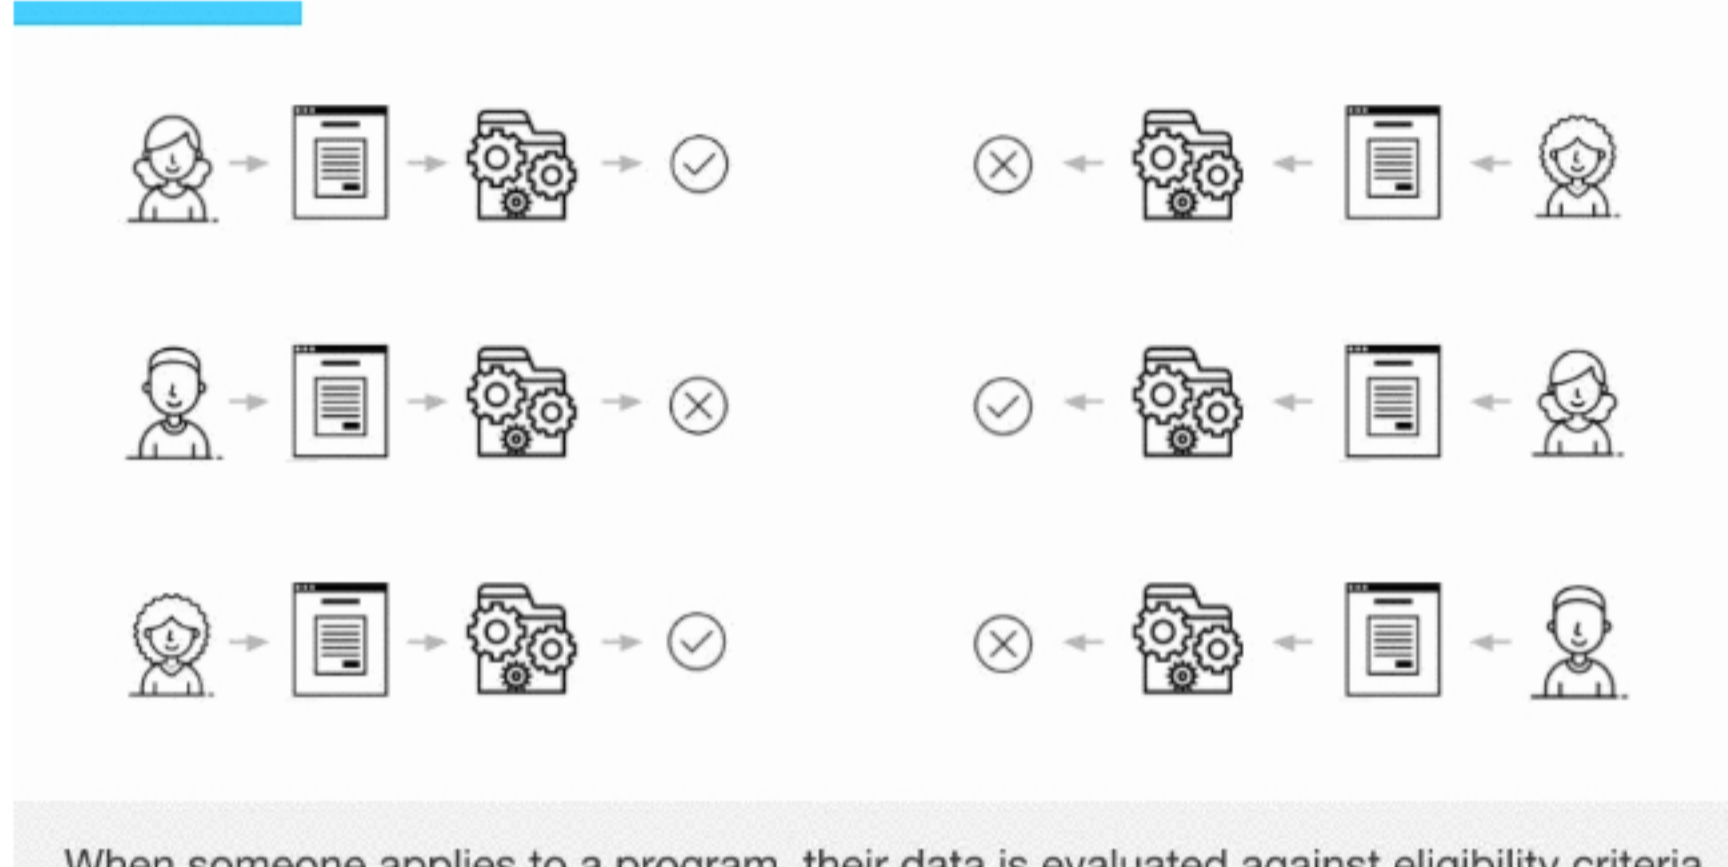 When someone applies to a program, their data is evaluated against eligibility criteria